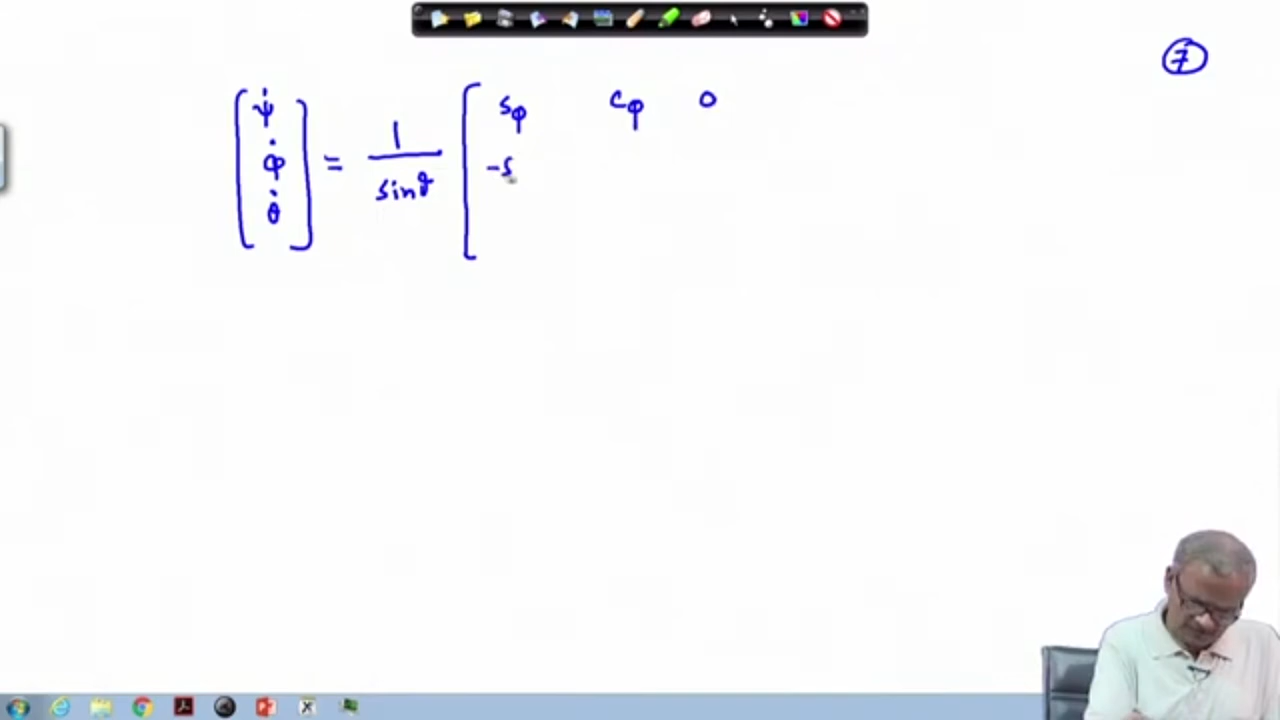 ⑦
[ψ̇ φ̇ θ̇] = 1/sinθ [sφ cφ 0
-s